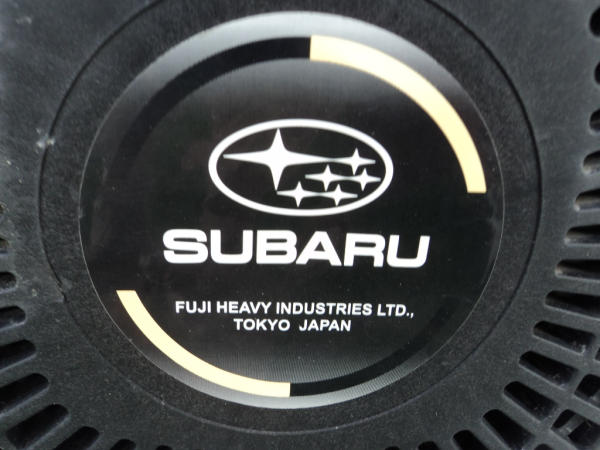 SUBARU
FUJI HEAVY INDUSTRIES LTD.,
TOKYO JAPAN